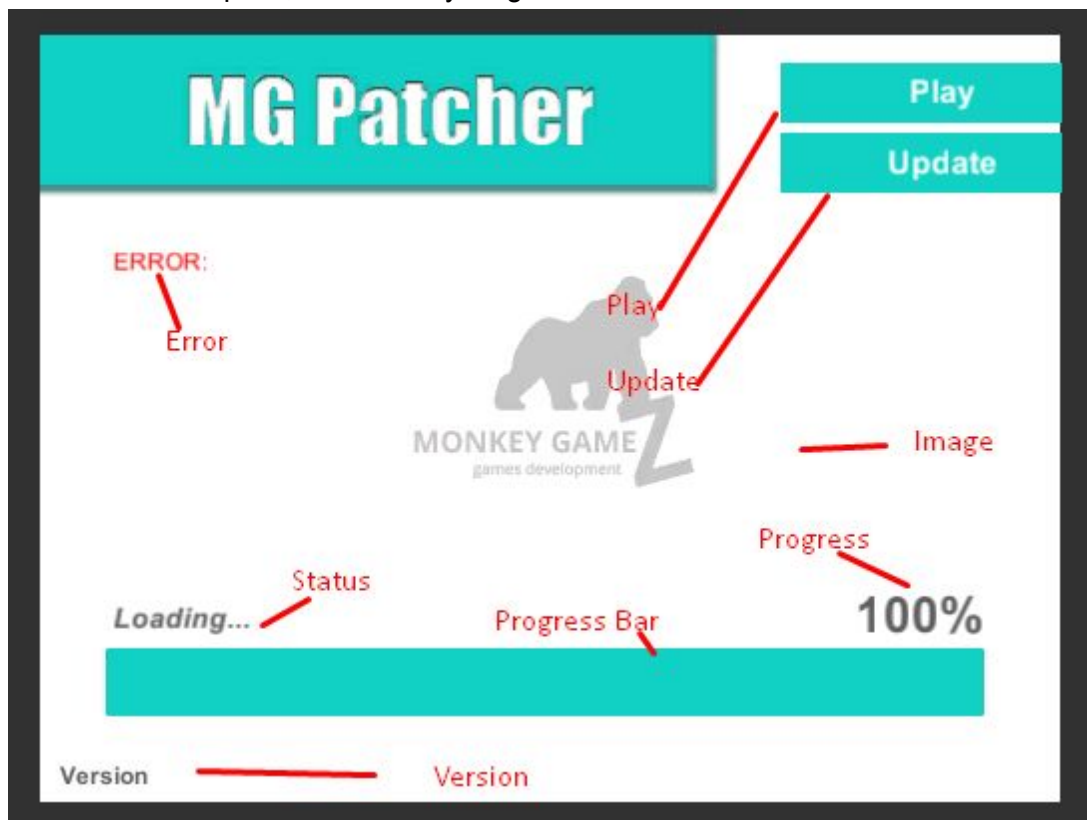 MG Patcher
Play
Update
ERROR:
Error
Play
Update
MONKEY GAME Z
games development
Image
Progress
Status
Loading...
Progress Bar
100%
Version
Version